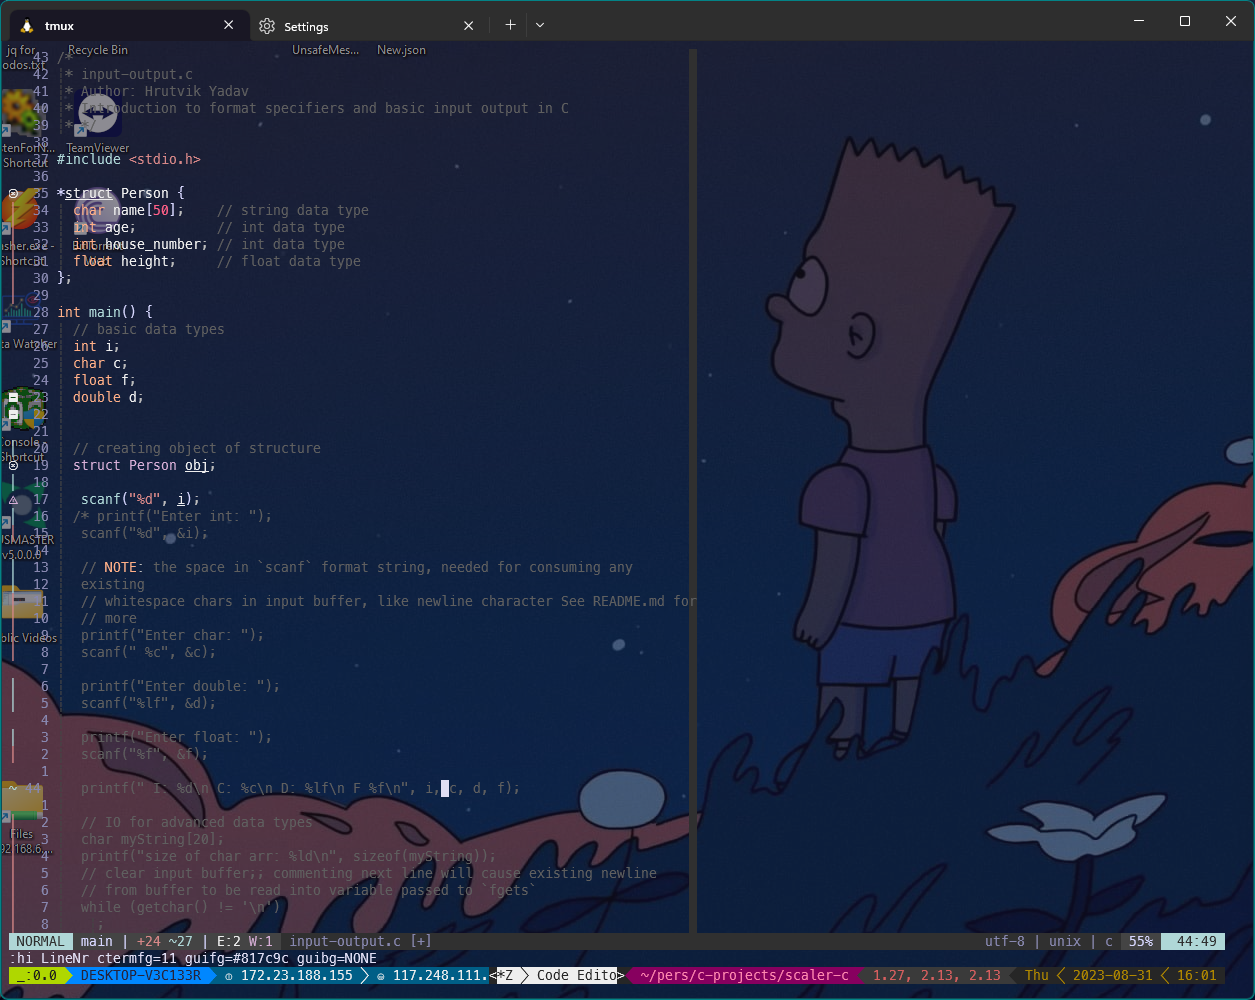 tmux
Settings
jq for
odos.txt
Recycle Bin
UnsafeMes...
New.json
43 /*
42  * input-output.c
41  * Author: Hrutvik Yadav
40  * Introduction to format specifiers and basic input output in C
39  * */
38
tenForN...
Shortcut
TeamViewer
37 #include <stdio.h>
36
35 *struct Person {
34   char name[50];    // string data type
33   int age;          // int data type
32   int house_number; // int data type
31   float height;     // float data type
30 };
asher.exe -
Shortcut
29
28 int main() {
27   // basic data types
26   int i;
ta Watcher
25   char c;
24   float f;
23   double d;
22
21
20   // creating object of structure
Console -
Shortcut
19   struct Person obj;
18
17    scanf("%d", i);
16   /* printf("Enter int: ");
15    scanf("%d", &i);
USMASTER
v5.0.0.0
14
13    // NOTE: the space in `scanf` format string, needed for consuming any
12    existing
11    // whitespace chars in input buffer, like newline character See README.md for
10    // more
9    printf("Enter char: ");
blic Videos
8    scanf(" %c", &c);
7
6    printf("Enter double: ");
5    scanf("%lf", &d);
4
3    printf("Enter float: ");
2    scanf("%f", &f);
1
~ 44    printf(" I: %d\n C: %c\n D: %lf\n F %f\n", i, c, d, f);
1
2    // IO for advanced data types
Files
3    char myString[20];
92.168.6....
4    printf("size of char arr: %ld\n", sizeof(myString));
5    // clear input buffer;; commenting next line will cause existing newline
6    // from buffer to be read into variable passed to `fgets`
7    while (getchar() != '\n')
8      ;
NORMAL main | +24 ~27 | E:2 W:1 input-output.c [+] utf-8 | unix | c 55% 44:49
:hi LineNr ctermfg=11 guifg=#817c9c guibg=NONE
_:0.0 DESKTOP-V3C133R 172.23.188.155 117.248.111.<*Z Code Edito> ~/pers/c-projects/scaler-c 1.27, 2.13, 2.13 Thu 2023-08-31 16:01